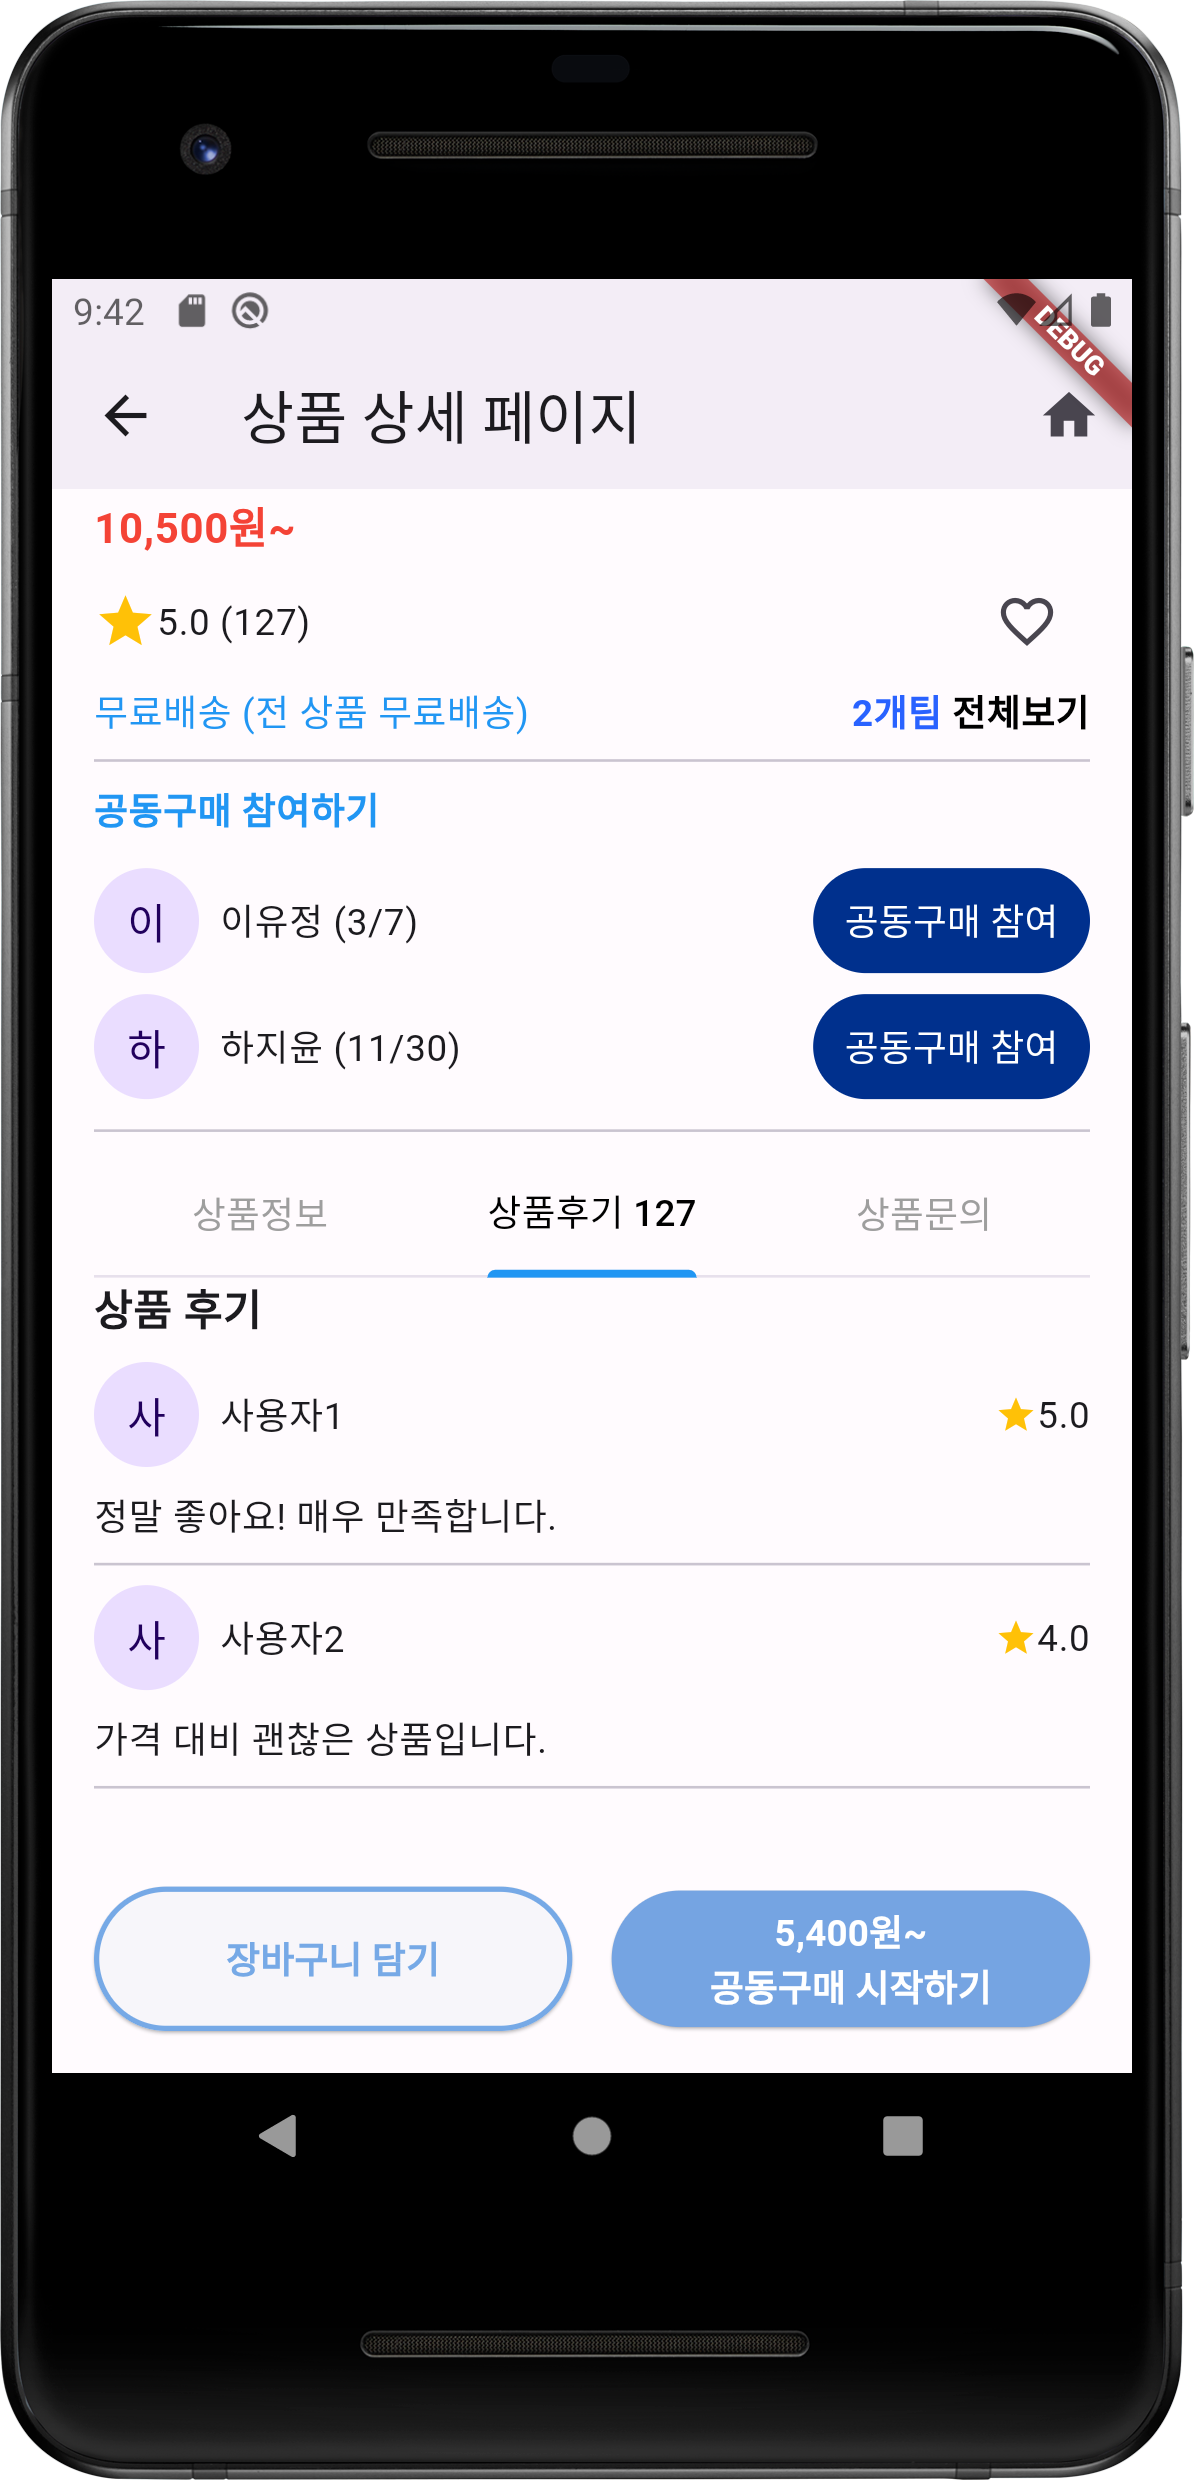 9:42
DEBUG
상품 상세 페이지
10,500원~
5.0 (127)
무료배송 (전 상품 무료배송) 2개팀 전체보기
공동구매 참여하기
이 이유정 (3/7) 공동구매 참여
하 하지윤 (11/30) 공동구매 참여
상품정보 상품후기 127 상품문의
상품 후기
사 사용자1 5.0
정말 좋아요! 매우 만족합니다.
사 사용자2 4.0
가격 대비 괜찮은 상품입니다.
장바구니 담기
5,400원~
공동구매 시작하기